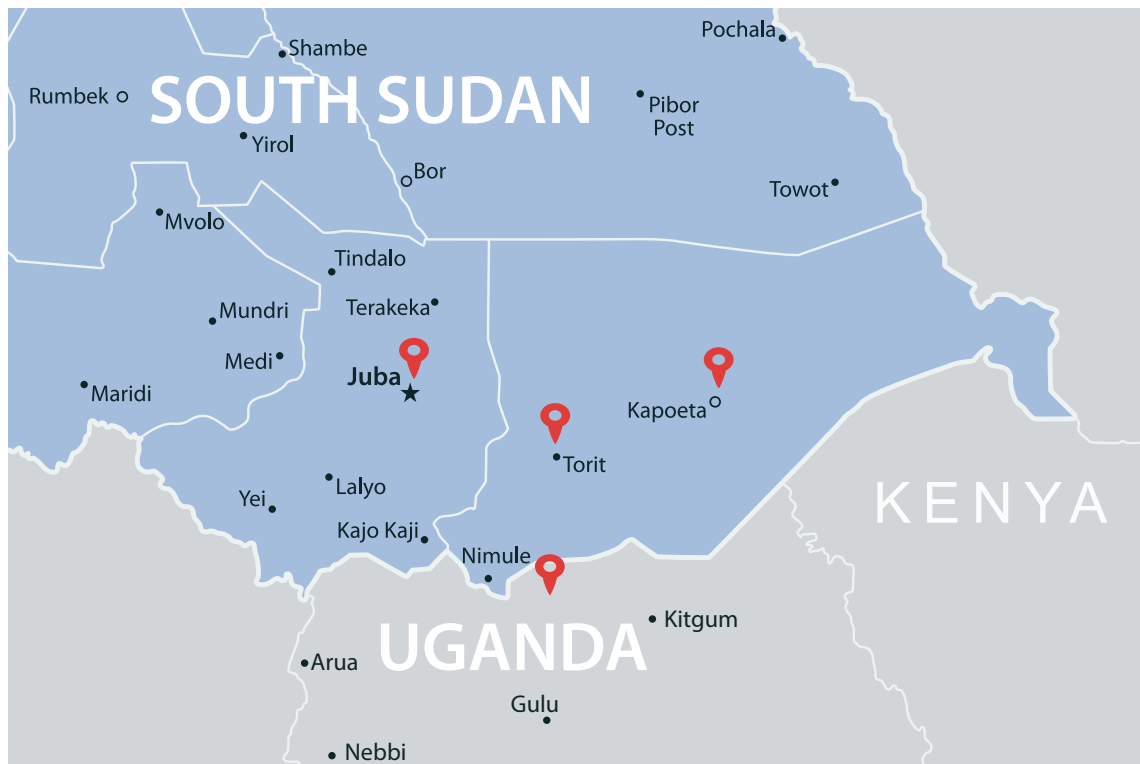 Pochala
Shambe
SOUTH SUDAN
Rumbek
Pibor
Post
Yirol
Bor
Towot
Mvolo
Tindalo
Terakeka
Mundri
Medi
Juba
Maridi
Kapoeta
Torit
Lalyo
Yei
KENYA
Kajo Kaji
Nimule
Kitgum
UGANDA
Arua
Gulu
Nebbi